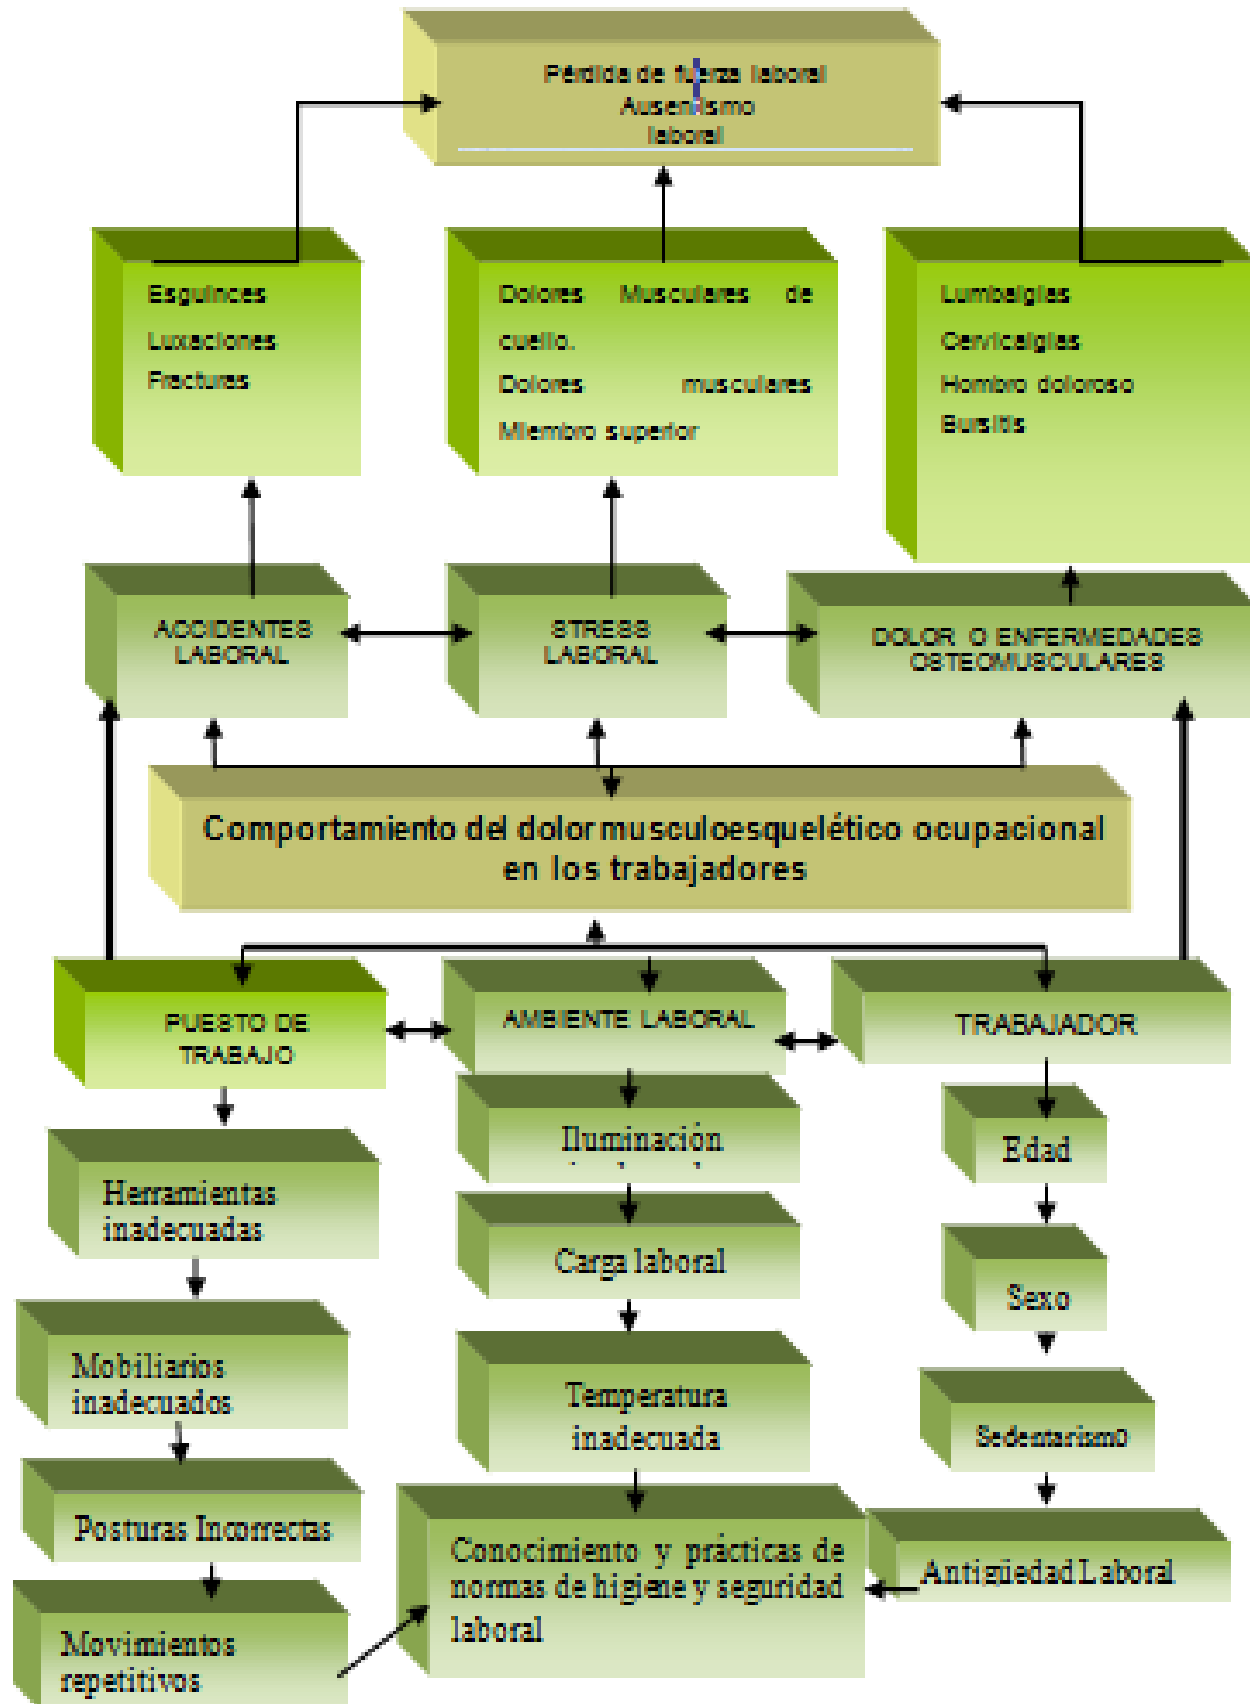 Pérdida de fuerza laboral
Ausentismo
laboral
Esguinces
Luxaciones
Fracturas
Dolores Musculares de
cuello.
Dolores musculares
Miembro superior
Lumbalgias
Cervicalgias
Hombro doloroso
Bursitis
ACCIDENTES
LABORAL
STRESS
LABORAL
DOLOR O ENFERMEDADES
OSTEOMUSCULARES
Comportamiento del dolor musculoesquelético ocupacional
en los trabajadores
PUESTO DE
TRABAJO
AMBIENTE LABORAL
TRABAJADOR
Herramientas
inadecuadas
Mobiliarios
inadecuados
Posturas Incorrectas
Movimientos
repetitivos
Iluminación
Carga laboral
Temperatura
inadecuada
Conocimiento y prácticas de
normas de higiene y seguridad
laboral
Edad
Sexo
Sedentarismo
Antigüedad Laboral